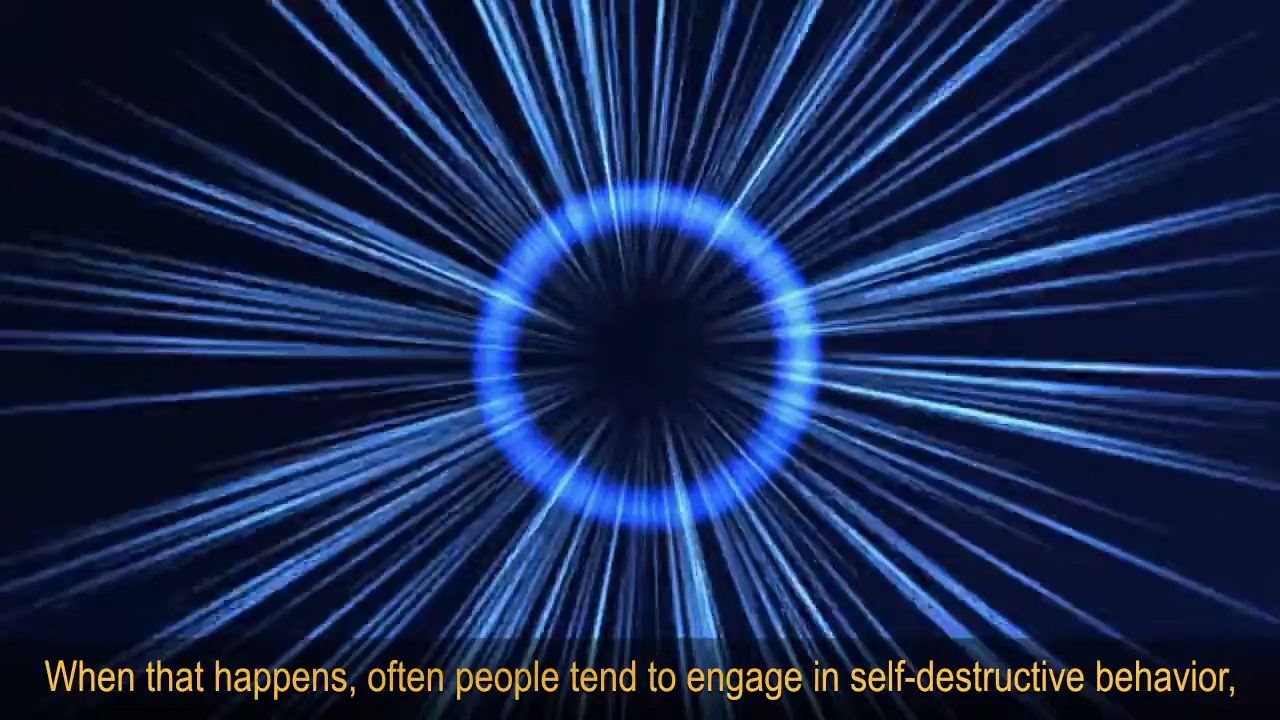 When that happens, often people tend to engage in self-destructive behavior,